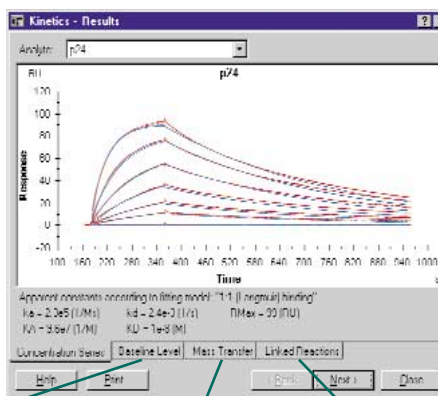 Kinetics - Results
?
Analyte: p24
p24
RU
120
100
80
60
40
20
0
-20
100 160 220 280 340 400 460 520 580 640 700 760 820 880 940 1000
Response
Time
s
Apparent constants according to fitting model: "1:1 (Langmuir) binding"
ka = 2.3e5 (1/Ms) kd = 2.4e-3 (1/s) RMax = 99 (RU)
KA = 9.6e7 (1/M) KD = 1e-8 (M)
Concentration Series Baseline Level Mass Transfer Linked Reactions
Help Print < Back Next > Close